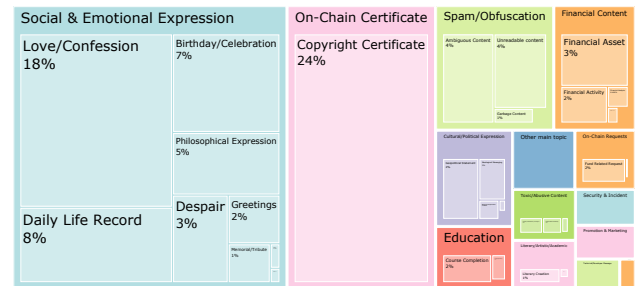 Social & Emotional Expression
Love/Confession
18%
Birthday/Celebration
7%
Philosophical Expression
5%
Daily Life Record
8%
Despair
3%
Greetings
2%
Memorial/Tribute
1%
On-Chain Certificate
Copyright Certificate
24%
Spam/Obfuscation
Ambiguous Content
4%
Unreadable content
4%
Garbage Content
1%
Financial Content
Financial Asset
3%
Financial Activity
2%
Cultural/Political Expression
Other main topic
On-Chain Requests
Fund Related Request
2%
Toxic/Abusive Content
Security & Incident
Promotion & Marketing
Education
Course Completion
2%
Literary/Artistic/Academic
Literary Creation
1%